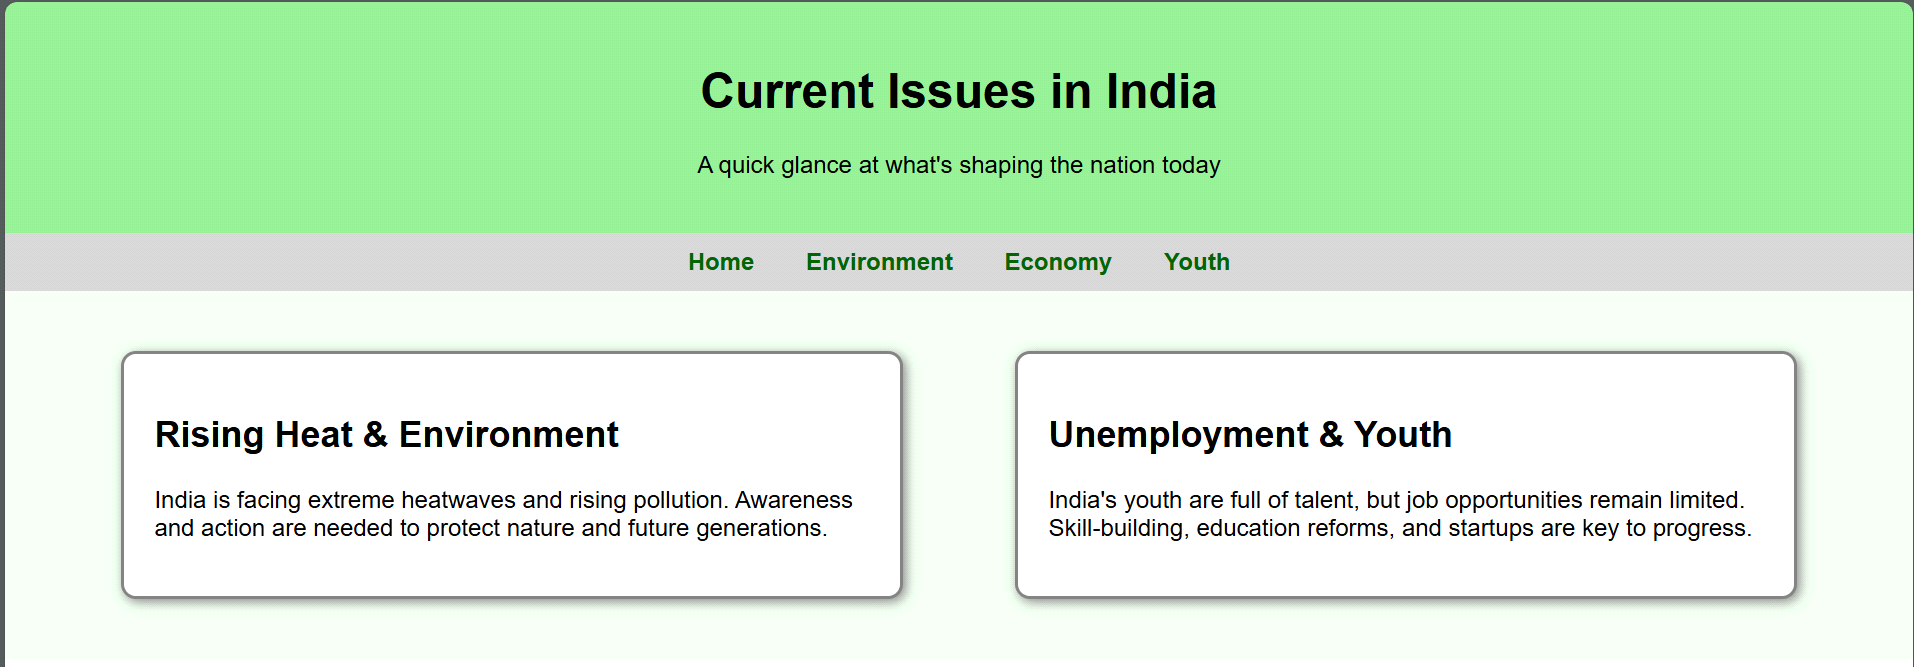 Current Issues in India
A quick glance at what's shaping the nation today
Home Environment Economy Youth
Rising Heat & Environment
India is facing extreme heatwaves and rising pollution. Awareness
and action are needed to protect nature and future generations.
Unemployment & Youth
India's youth are full of talent, but job opportunities remain limited.
Skill-building, education reforms, and startups are key to progress.